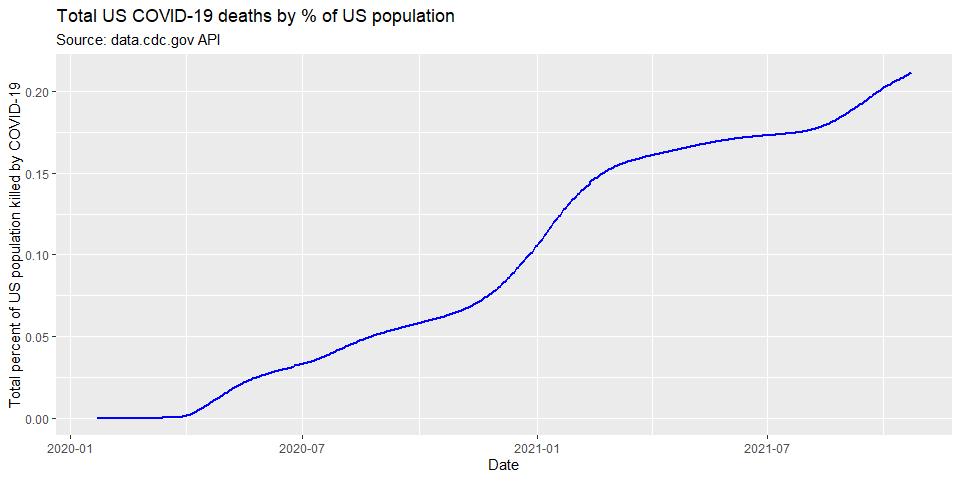 Total US COVID-19 deaths by % of US population
Source: data.cdc.gov API
Total percent of US population killed by COVID-19
0.20
0.15
0.10
0.05
0.00
2020-01
2020-07
2021-01
2021-07
Date